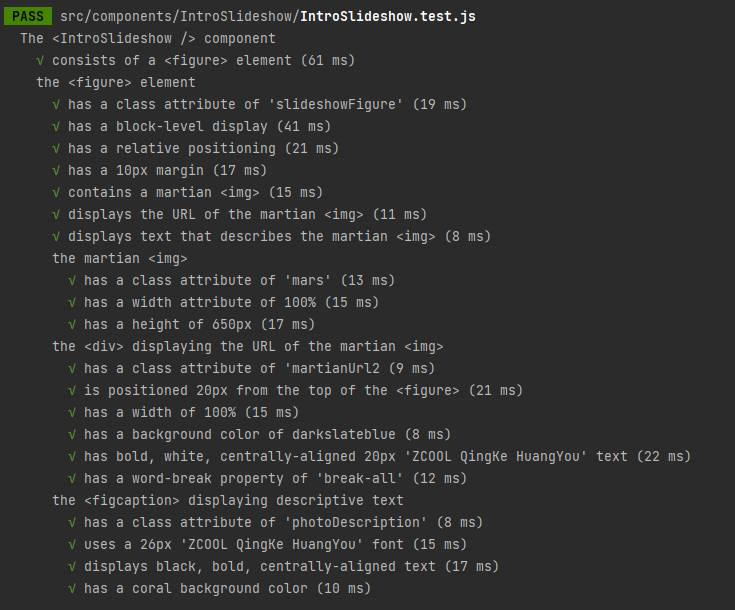 PASS src/components/IntroSlideshow/IntroSlideshow.test.js
The <IntroSlideshow /> component
√ consists of a <figure> element (61 ms)
the <figure> element
√ has a class attribute of 'slideshowFigure' (19 ms)
√ has a block-level display (41 ms)
√ has a relative positioning (21 ms)
√ has a 10px margin (17 ms)
√ contains a martian <img> (15 ms)
√ displays the URL of the martian <img> (11 ms)
√ displays text that describes the martian <img> (8 ms)
the martian <img>
√ has a class attribute of 'mars' (13 ms)
√ has a width attribute of 100% (15 ms)
√ has a height of 650px (17 ms)
the <div> displaying the URL of the martian <img>
√ has a class attribute of 'martianUrl2 (9 ms)
√ is positioned 20px from the top of the <figure> (21 ms)
√ has a width of 100% (15 ms)
√ has a background color of darkslateblue (8 ms)
√ has bold, white, centrally-aligned 20px 'ZCOOL QingKe HuangYou' text (22 ms)
√ has a word-break property of 'break-all' (12 ms)
the <figcaption> displaying descriptive text
√ has a class attribute of 'photoDescription' (8 ms)
√ uses a 26px 'ZCOOL QingKe HuangYou' font (15 ms)
√ displays black, bold, centrally-aligned text (17 ms)
√ has a coral background color (10 ms)